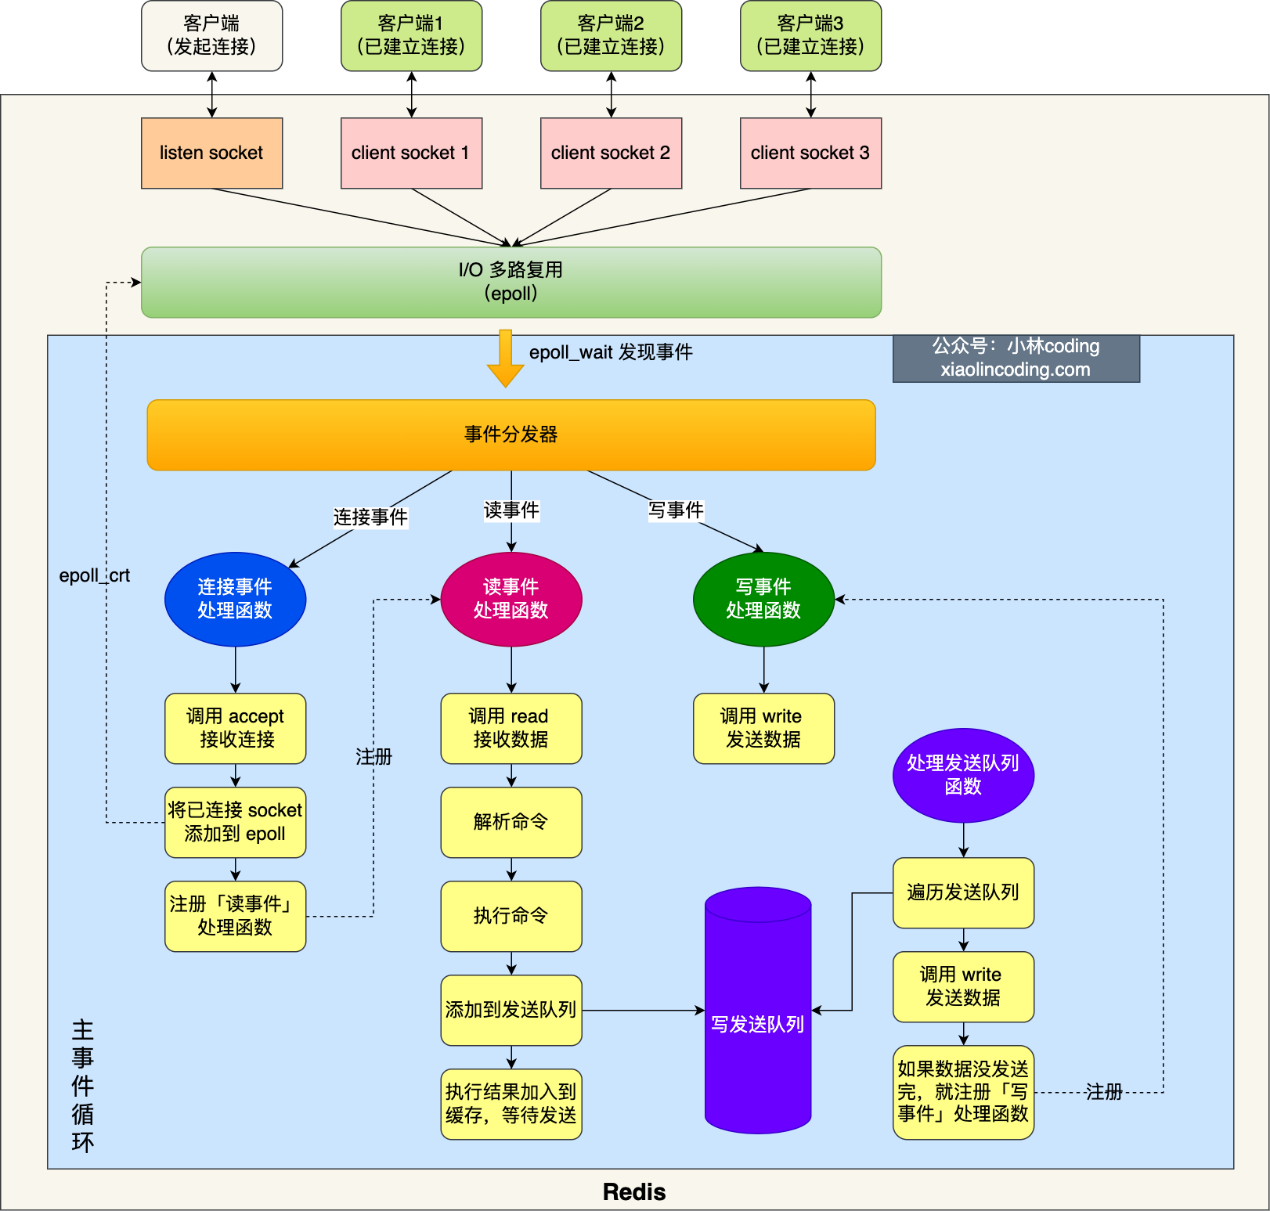 客户端
（发起连接）
客户端1
（已建立连接）
客户端2
（已建立连接）
客户端3
（已建立连接）
listen socket
client socket 1
client socket 2
client socket 3
I/O 多路复用
（epoll）
epoll_wait 发现事件
公众号：小林coding
xiaolincoding.com
事件分发器
连接事件
读事件
写事件
epoll_crt
连接事件
处理函数
读事件
处理函数
写事件
处理函数
调用 accept
接收连接
将已连接 socket
添加到 epoll
注册「读事件」
处理函数
注册
调用 read
接收数据
解析命令
执行命令
添加到发送队列
执行结果加入到
缓存，等待发送
调用 write
发送数据
写发送队列
处理发送队列
函数
遍历发送队列
调用 write
发送数据
如果数据没发送
完，就注册「写
事件」处理函数
注册
主
事
件
循
环
Redis